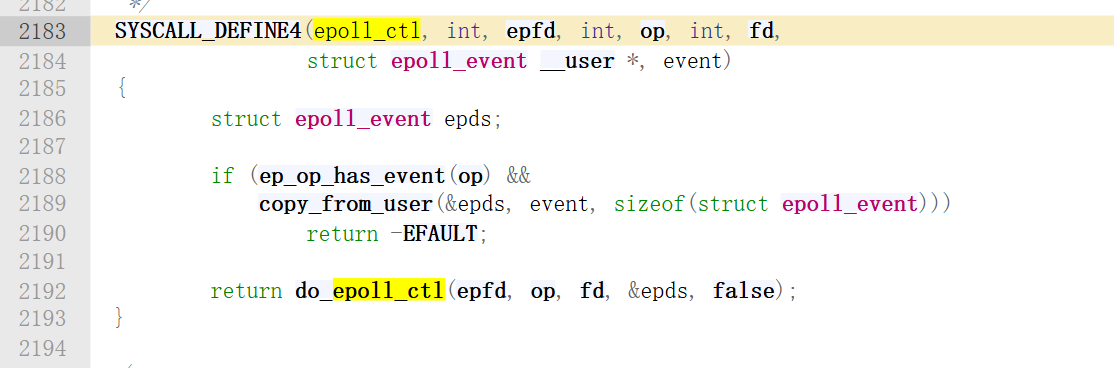 2182 */
2183 SYSCALL_DEFINE4(epoll_ctl, int, epfd, int, op, int, fd,
2184 struct epoll_event __user *, event)
2185 {
2186 struct epoll_event epds;
2187
2188 if (ep_op_has_event(op) &&
2189 copy_from_user(&epds, event, sizeof(struct epoll_event)))
2190 return -EFAULT;
2191
2192 return do_epoll_ctl(epfd, op, fd, &epds, false);
2193 }
2194